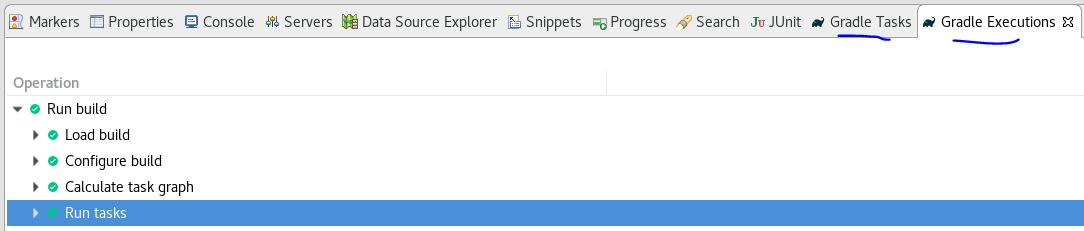 Markers Properties Console Servers Data Source Explorer Snippets Progress Search JUnit Gradle Tasks Gradle Executions
Operation
Run build
Load build
Configure build
Calculate task graph
Run tasks